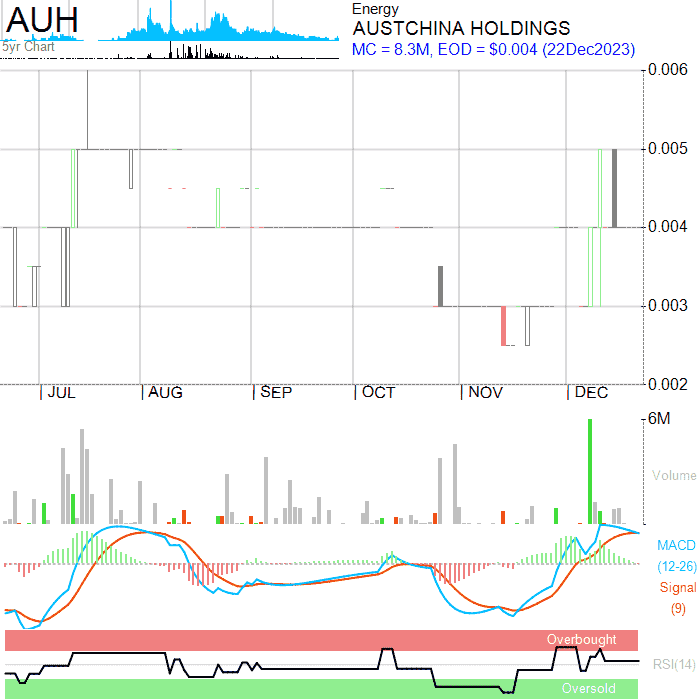 AUH
5yr Chart
Energy
AUSTCHINA HOLDINGS
MC = 8.3M, EOD = $0.004 (22Dec2023)
0.006
0.005
0.004
0.003
0.002
JUL AUG SEP OCT NOV DEC
6M
Volume
MACD
(12-26)
Signal
(9)
Overbought
RSI(14)
Oversold